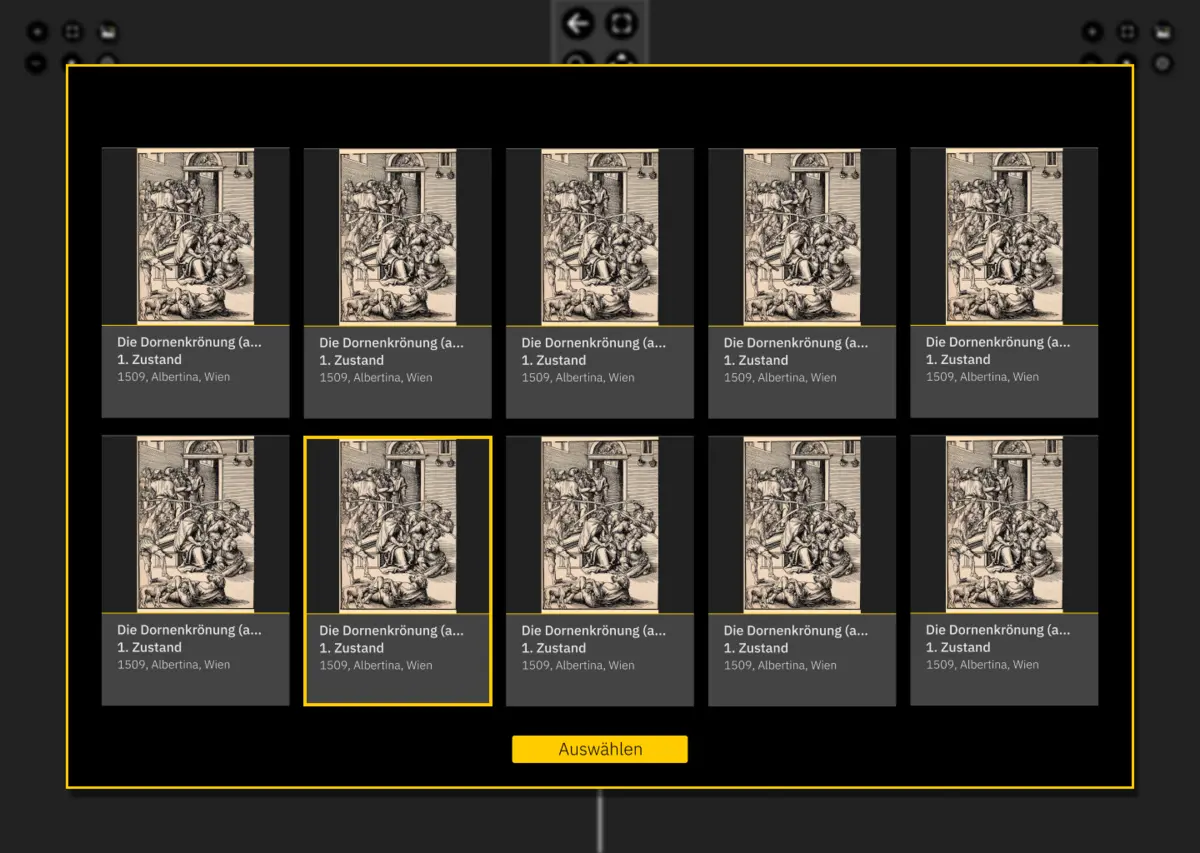 Die Dornenkrönung (a...
1. Zustand
1509, Albertina, Wien
Die Dornenkrönung (a...
1. Zustand
1509, Albertina, Wien
Die Dornenkrönung (a...
1. Zustand
1509, Albertina, Wien
Die Dornenkrönung (a...
1. Zustand
1509, Albertina, Wien
Die Dornenkrönung (a...
1. Zustand
1509, Albertina, Wien
Die Dornenkrönung (a...
1. Zustand
1509, Albertina, Wien
Die Dornenkrönung (a...
1. Zustand
1509, Albertina, Wien
Die Dornenkrönung (a...
1. Zustand
1509, Albertina, Wien
Die Dornenkrönung (a...
1. Zustand
1509, Albertina, Wien
Die Dornenkrönung (a...
1. Zustand
1509, Albertina, Wien
Auswählen